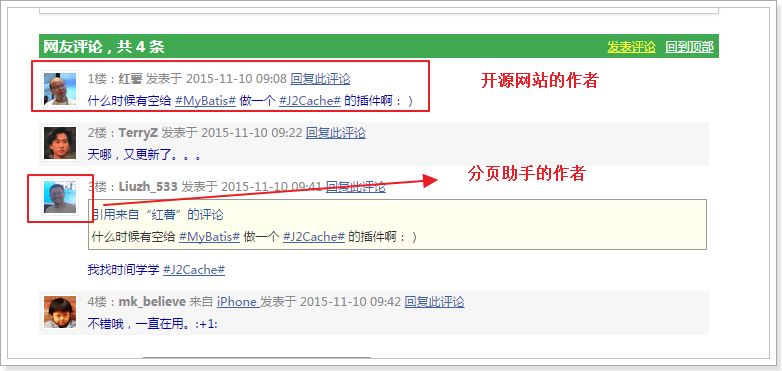 网友评论，共 4 条 发表评论 回到顶部
1楼：红薯 发表于 2015-11-10 09:08 回复此评论
开源网站的作者
什么时候有空给 #MyBatis# 做一个 #J2Cache# 的插件啊：）
2楼：TerryZ 发表于 2015-11-10 09:22 回复此评论
天哪，又更新了。。。
3楼：Liuzh_533 发表于 2015-11-10 09:41 回复此评论
分页助手的作者
引用来自“红薯”的评论
什么时候有空给 #MyBatis# 做一个 #J2Cache# 的插件啊：）
我找时间学学 #J2Cache#
4楼：mk_believe 来自 iPhone 发表于 2015-11-10 09:42 回复此评论
不错哦，一直在用。:+1: